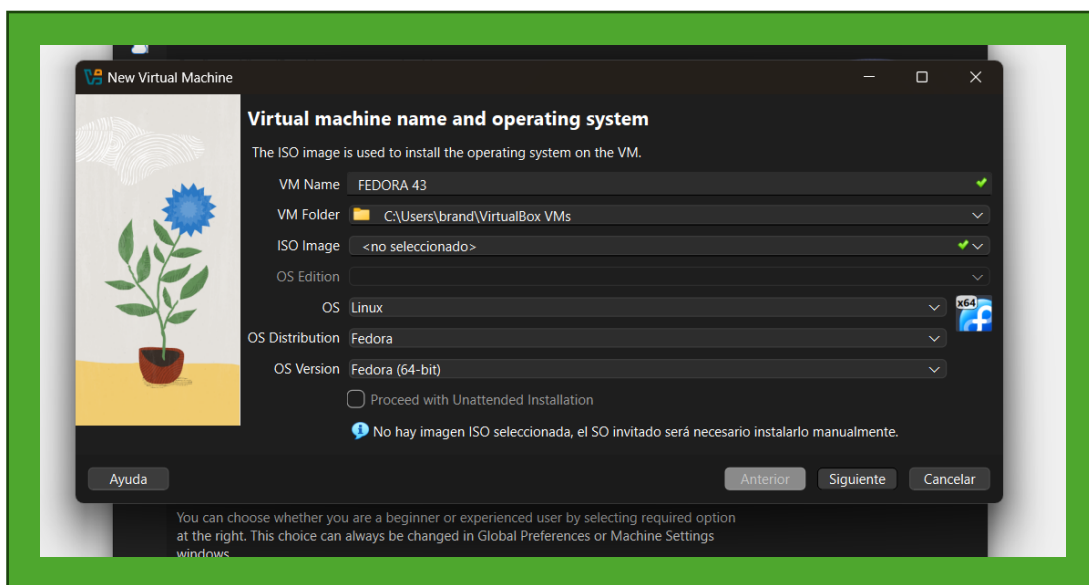 New Virtual Machine
Virtual machine name and operating system
The ISO image is used to install the operating system on the VM.
VM Name FEDORA 43
VM Folder C:\Users\brand\VirtualBox VMs
ISO Image <no seleccionado>
OS Edition
OS Linux
x64
OS Distribution Fedora
OS Version Fedora (64-bit)
Proceed with Unattended Installation
No hay imagen ISO seleccionada, el SO invitado será necesario instalarlo manualmente.
Ayuda Anterior Siguiente Cancelar
You can choose whether you are a beginner or experienced user by selecting required option
at the right. This choice can always be changed in Global Preferences or Machine Settings
windows.